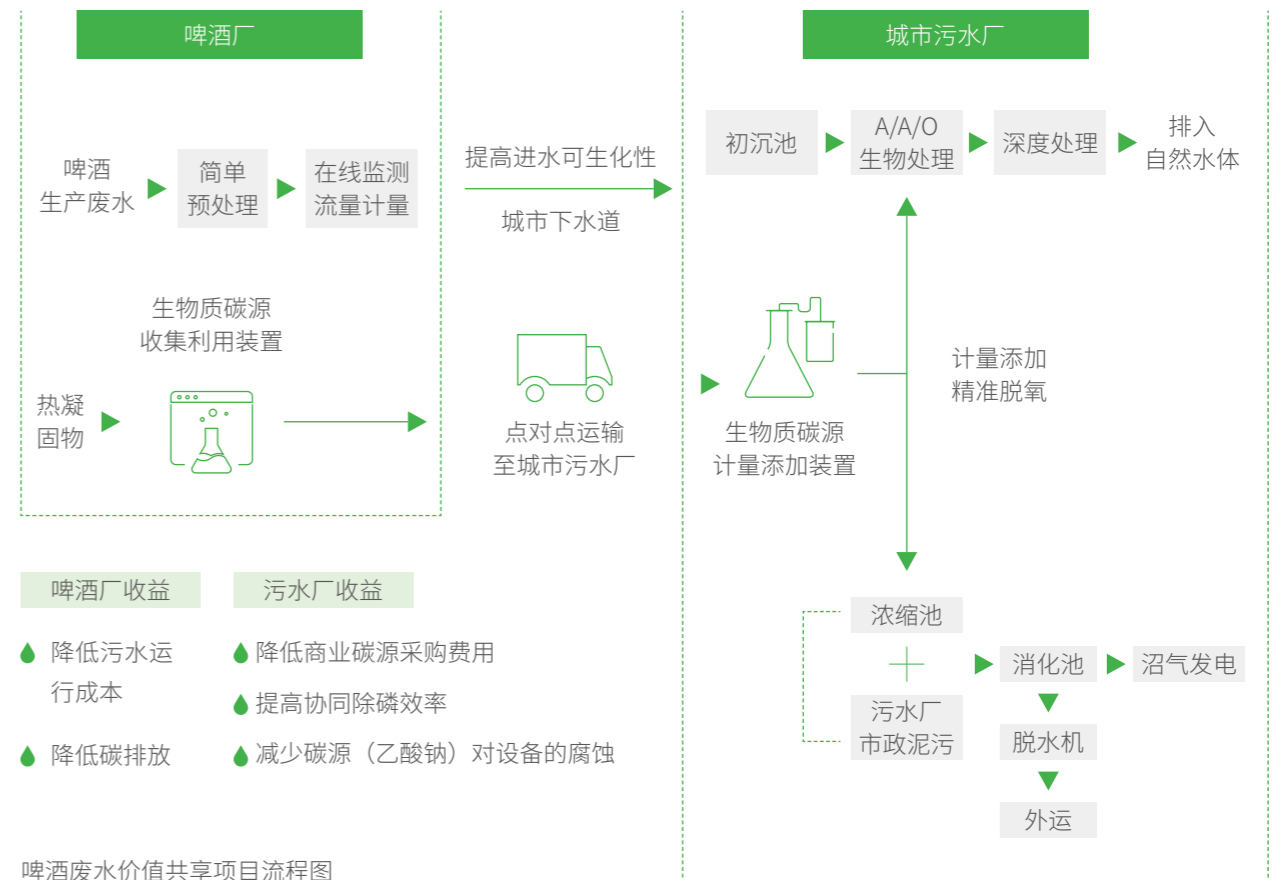 啤酒厂
啤酒
生产废水
简单
预处理
在线监测
流量计量
生物质碳源
收集利用装置
热凝
固物
提高进水可生化性
城市下水道
点对点运输
至城市污水厂
城市污水厂
初沉池
A/A/O
生物处理
深度处理
排入
自然水体
生物质碳源
计量添加装置
计量添加
精准脱氧
浓缩池
污水厂
市政泥污
消化池
沼气发电
脱水机
外运
啤酒厂收益
降低污水运
行成本
降低碳排放
污水厂收益
降低商业碳源采购费用
提高协同除磷效率
减少碳源（乙酸钠）对设备的腐蚀
啤酒废水价值共享项目流程图